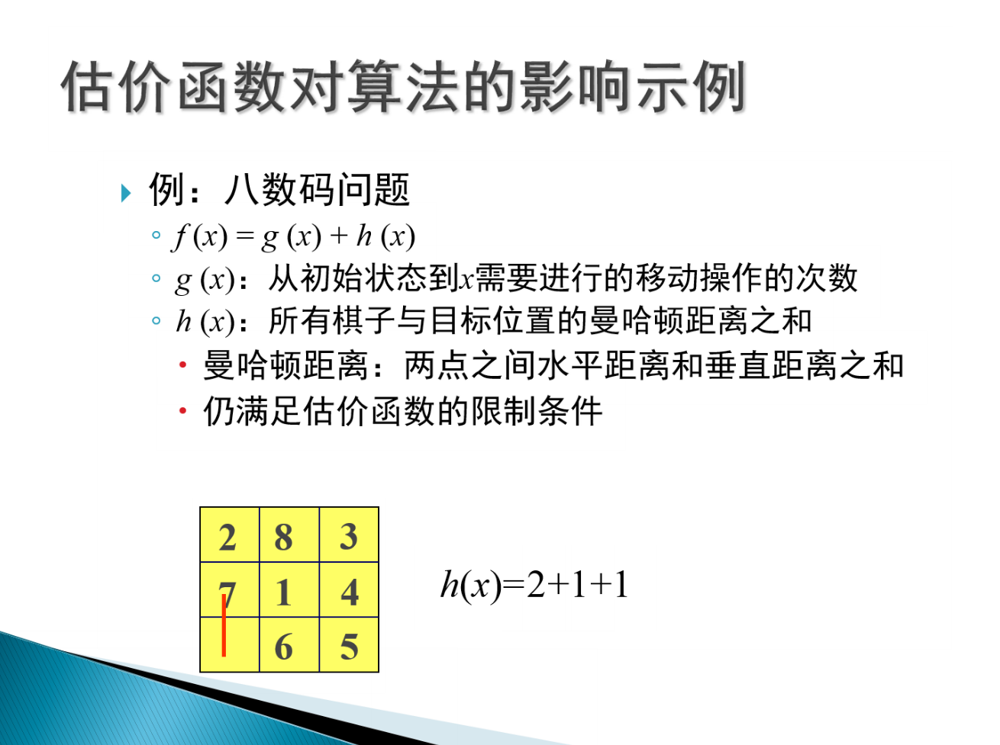 估价函数对算法的影响示例
例：八数码问题
f (x) = g (x) + h (x)
g (x)：从初始状态到x需要进行的移动操作的次数
h (x)：所有棋子与目标位置的曼哈顿距离之和
曼哈顿距离：两点之间水平距离和垂直距离之和
仍满足估价函数的限制条件
2 8 3
7 1 4
6 5
h(x)=2+1+1